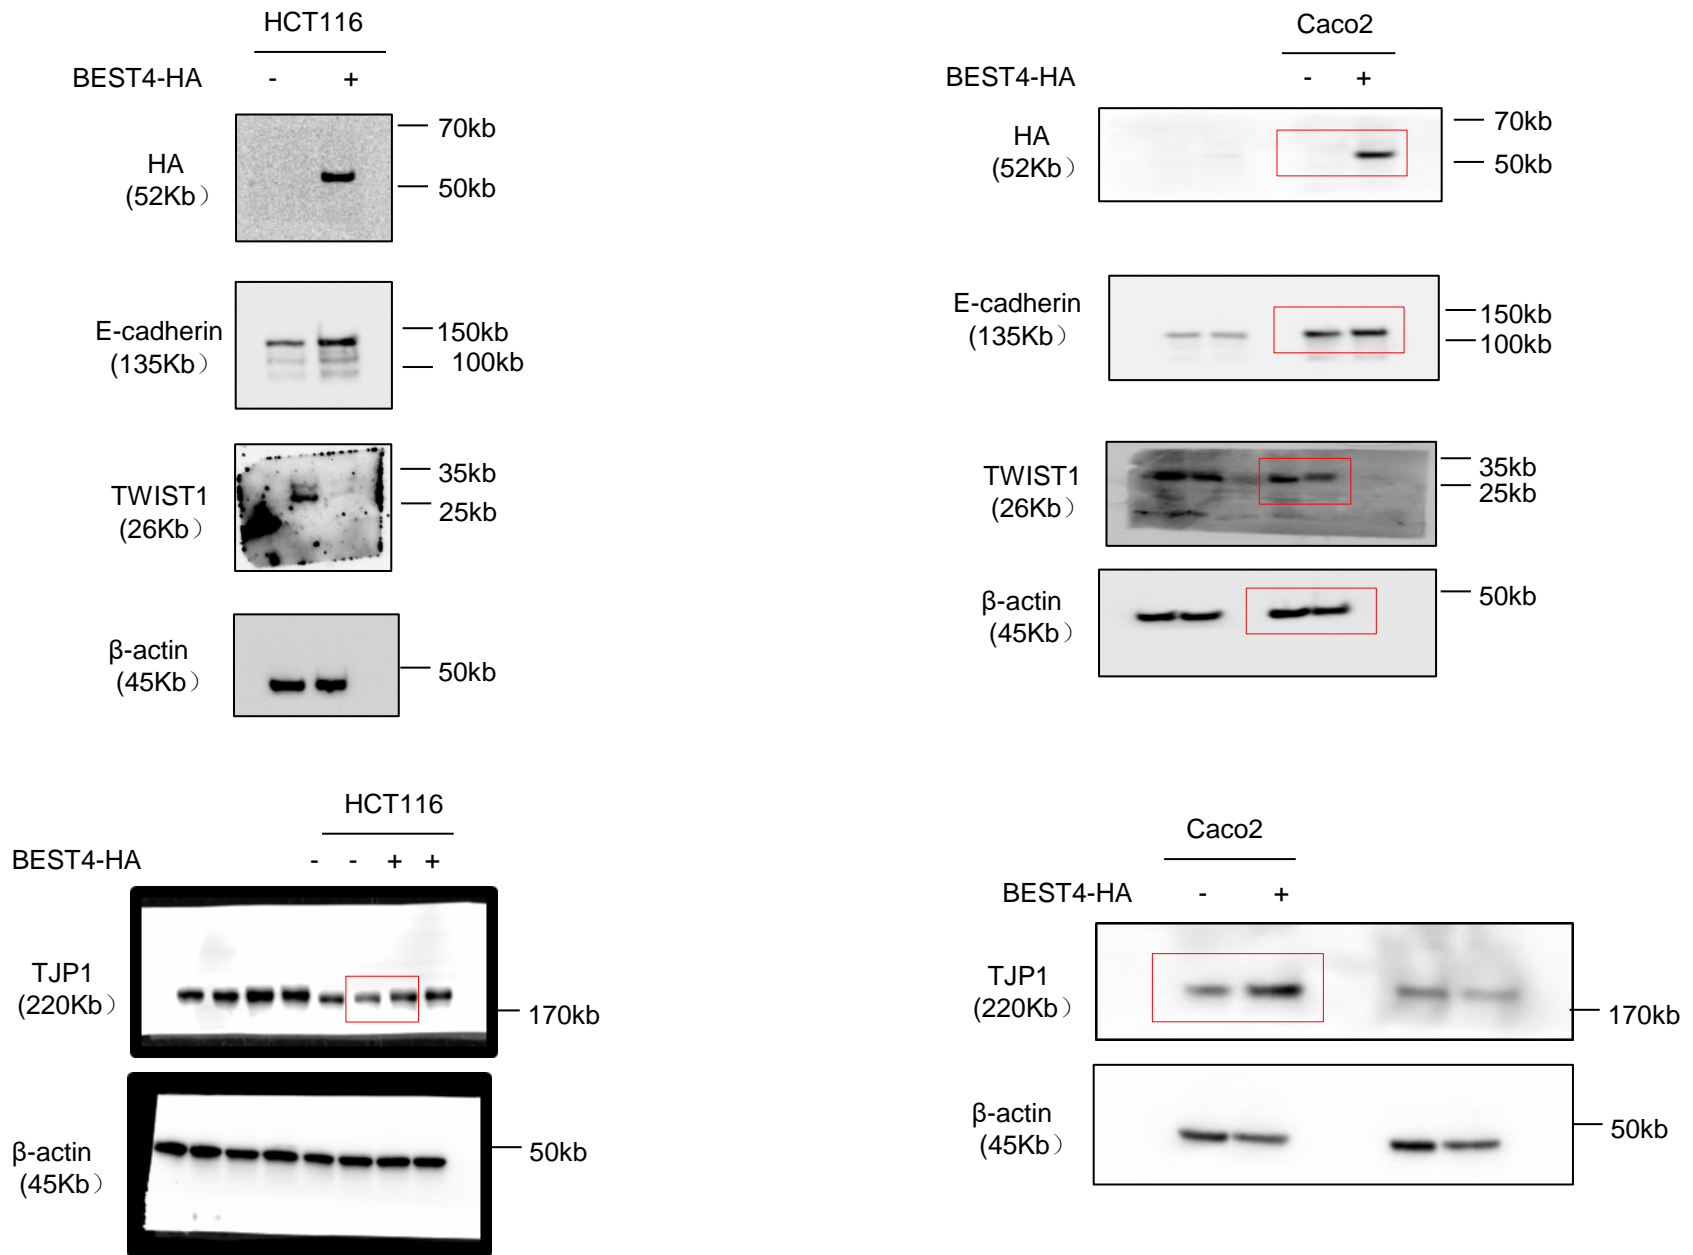 HCT116
BEST4-HA - +
HA
(52Kb）
70kb
50kb
E-cadherin
(135Kb）
150kb
100kb
TWIST1
(26Kb）
35kb
25kb
β-actin
(45Kb）
50kb
Caco2
BEST4-HA - +
HA
(52Kb）
70kb
50kb
E-cadherin
(135Kb）
150kb
100kb
TWIST1
(26Kb）
35kb
25kb
β-actin
(45Kb）
50kb
HCT116
BEST4-HA - - + +
TJP1
(220Kb）
170kb
β-actin
(45Kb）
50kb
Caco2
BEST4-HA - +
TJP1
(220Kb）
170kb
β-actin
(45Kb）
50kb